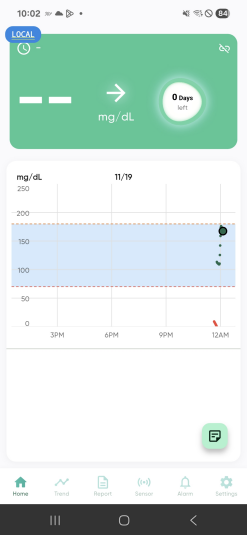 10:02
84
LOCAL
–
-- --
mg/dL
0 Days
left
mg/dL
11/19
250
200
150
100
50
0
3PM 6PM 9PM 12AM
Home Trend Report Sensor Alarm Settings